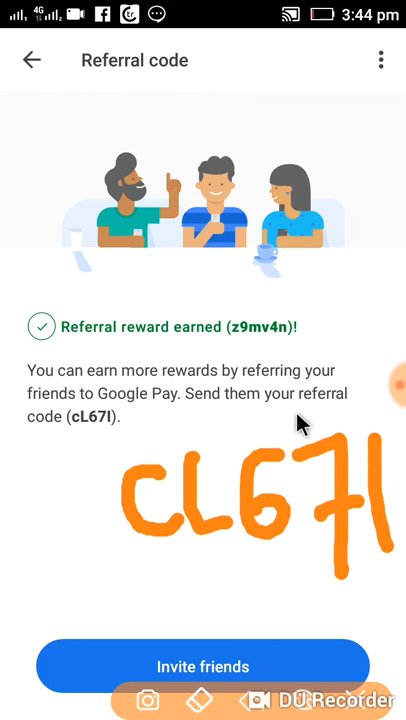 4G
3:44 pm
Referral code
Referral reward earned (z9mv4n)!
You can earn more rewards by referring your
friends to Google Pay. Send them your referral
code (cL67l).
cL67l
Invite friends
DU Recorder